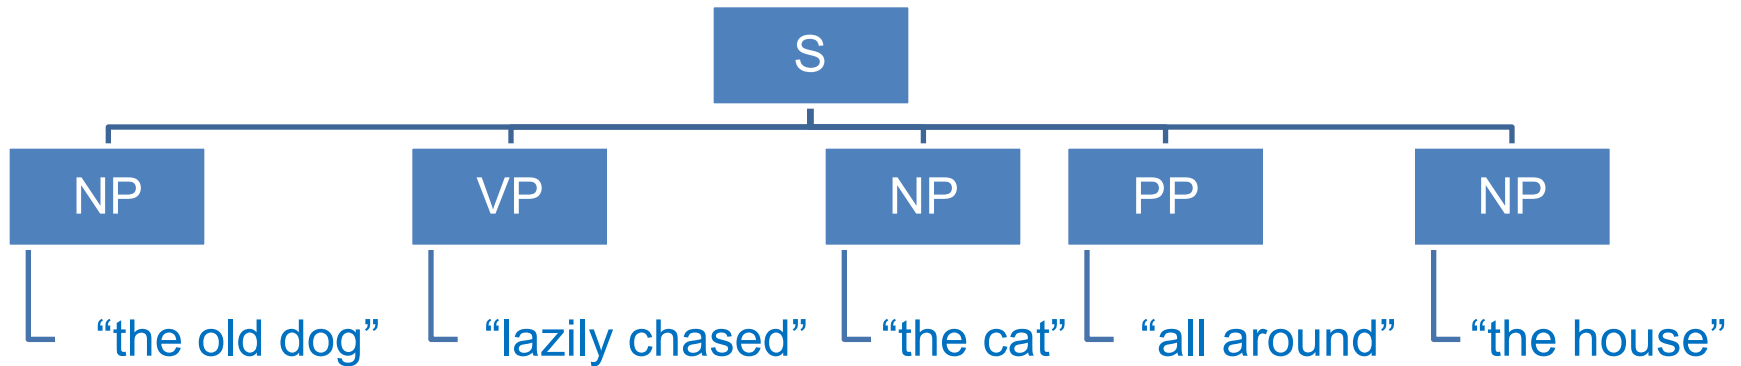 S
NP VP NP PP NP
“the old dog” “lazily chased” “the cat” “all around” “the house”